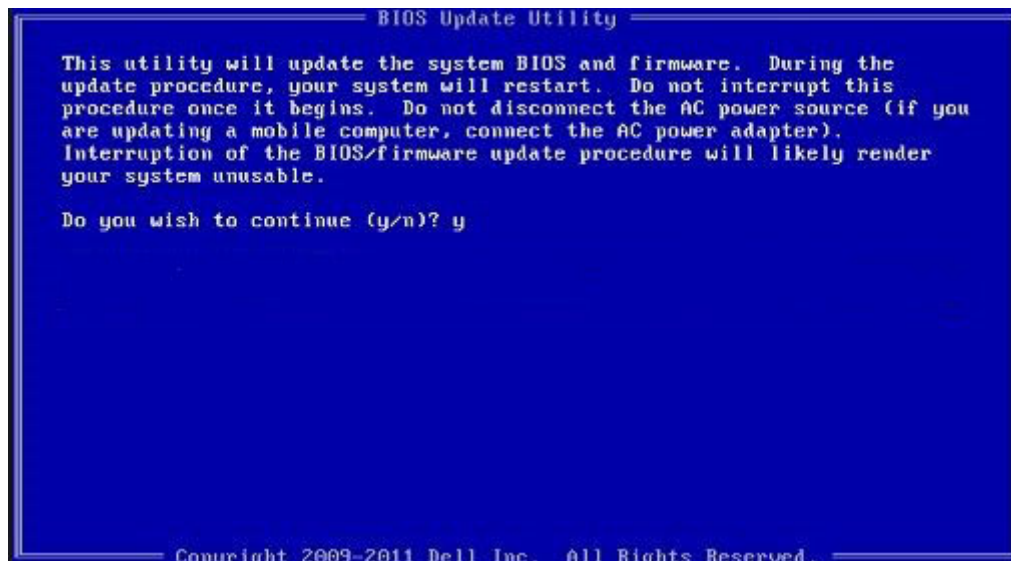 BIOS Update Utility
This utility will update the system BIOS and firmware. During the
update procedure, your system will restart. Do not interrupt this
procedure once it begins. Do not disconnect the AC power source (if you
are updating a mobile computer, connect the AC power adapter).
Interruption of the BIOS/firmware update procedure will likely render
your system unusable.
Do you wish to continue (y/n)? y
Copyright 2009-2011 Dell Inc. All Rights Reserved.